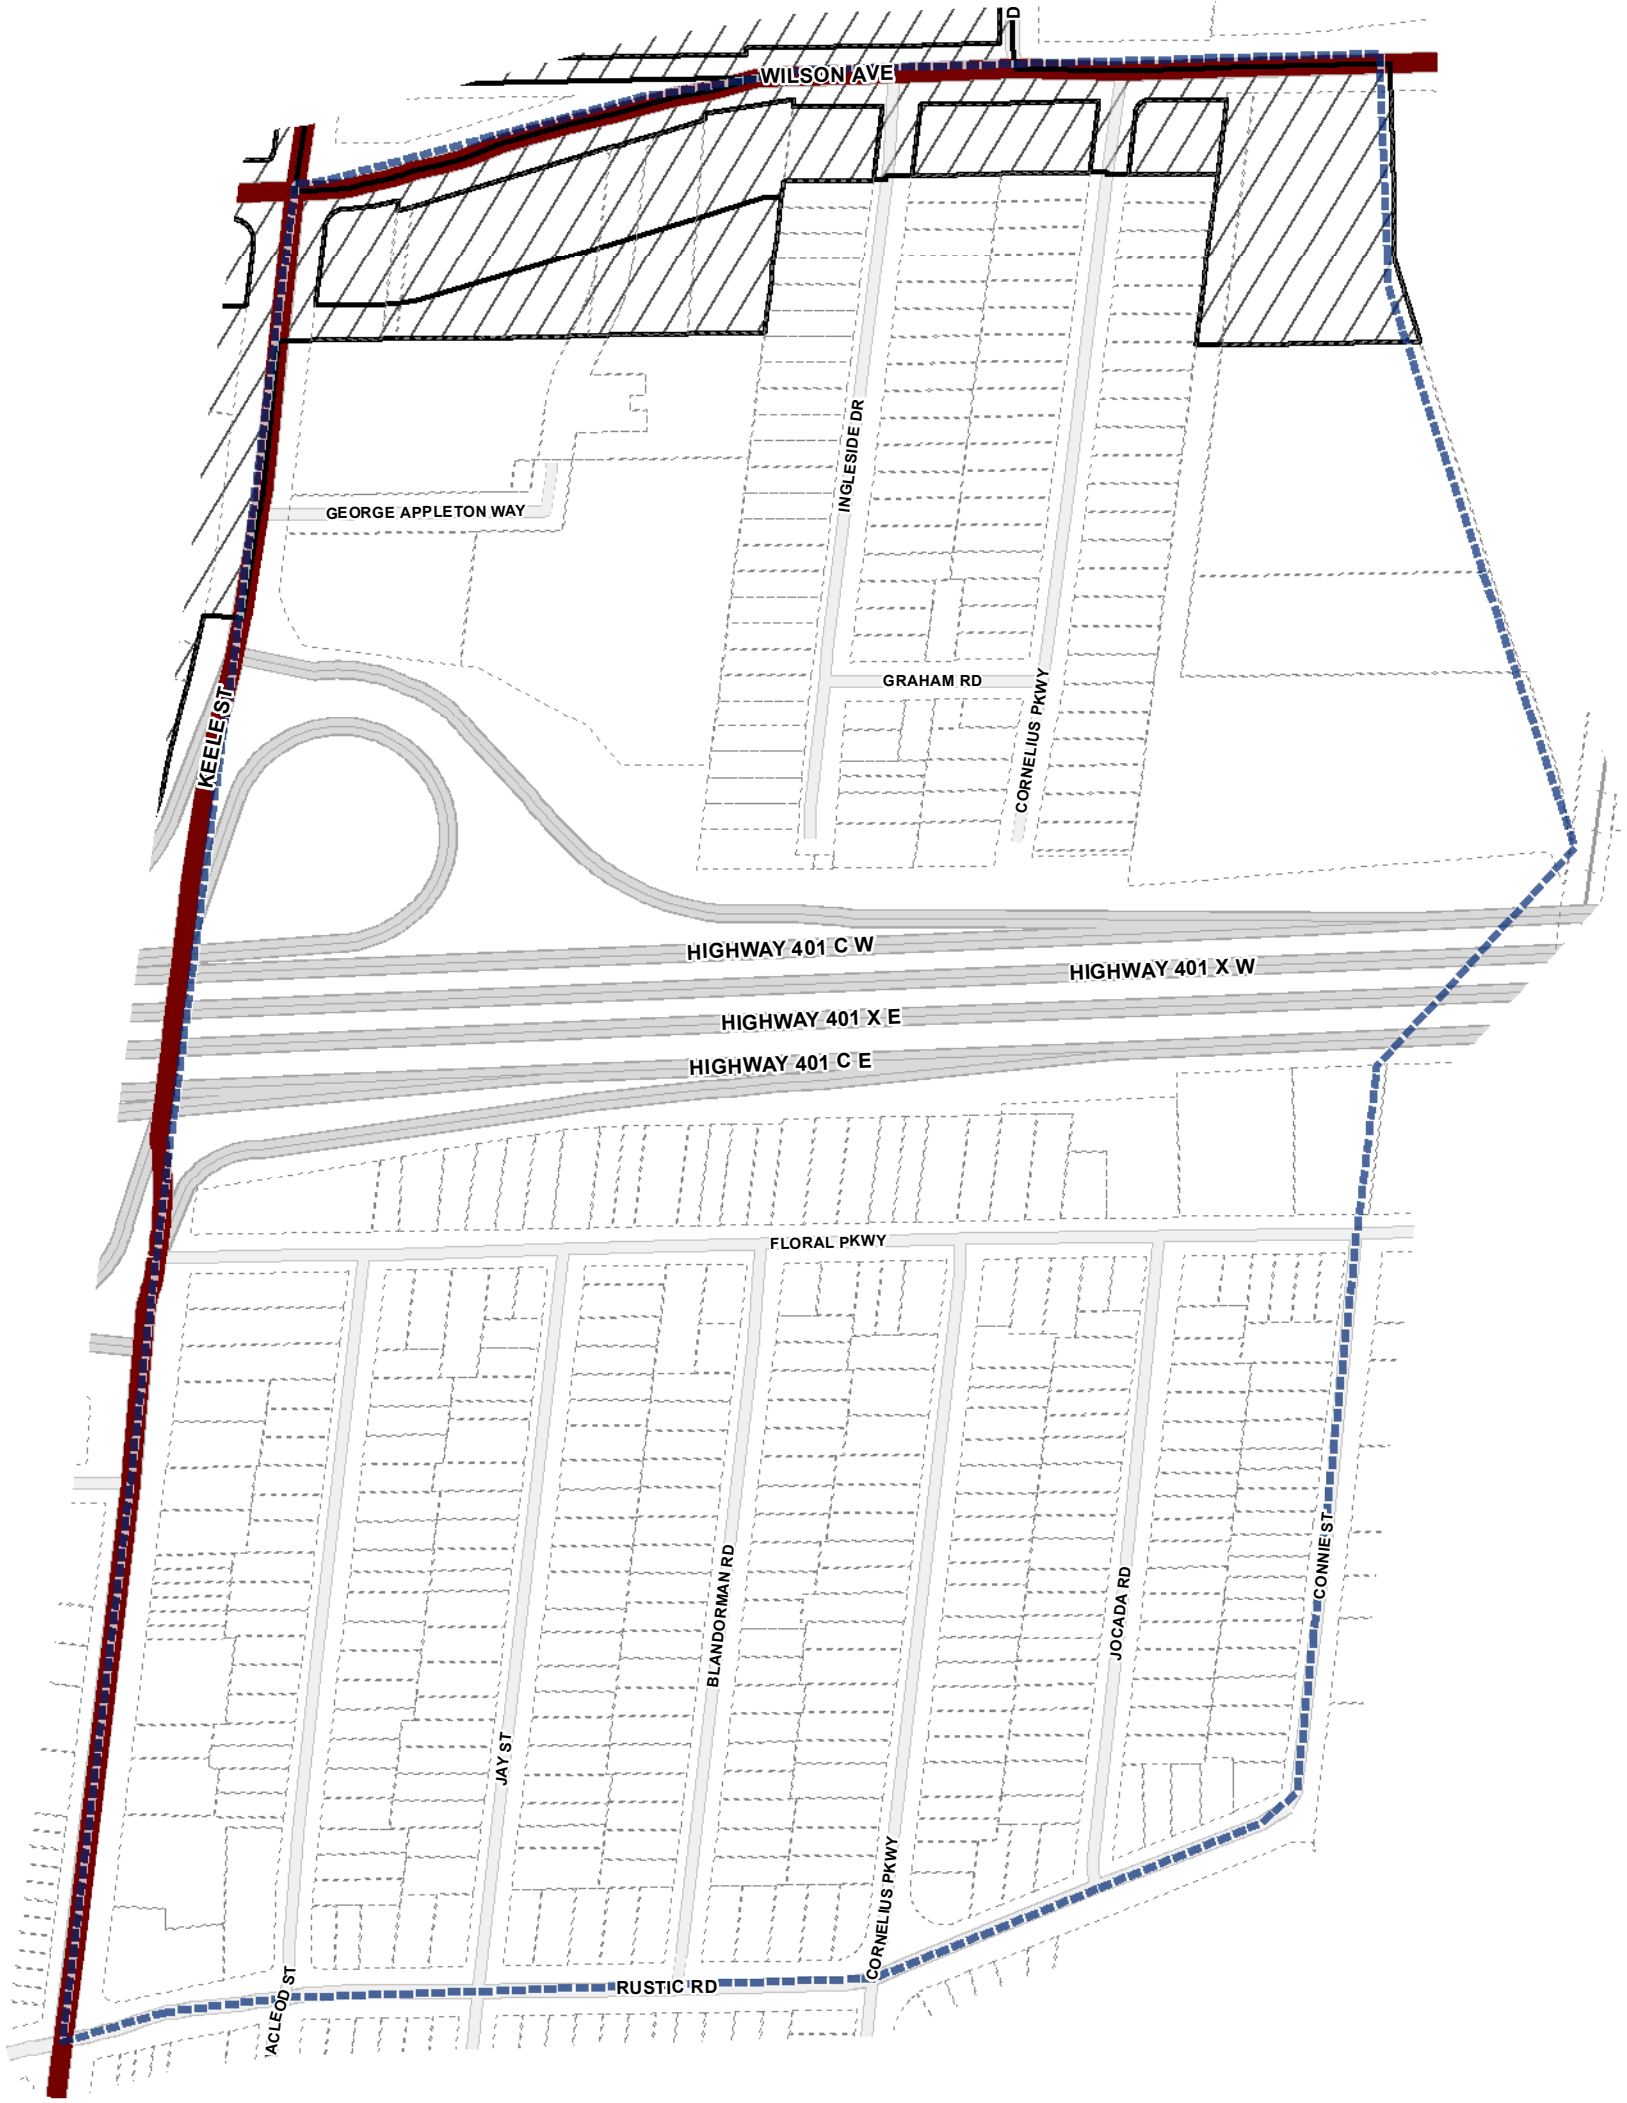 D
WILSON AVE
INGLESIDE DR
GEORGE APPLETON WAY
GRAHAM RD
CORNELIUS PKWY
KEELE ST
HIGHWAY 401 C W
HIGHWAY 401 X W
HIGHWAY 401 X E
HIGHWAY 401 C E
FLORAL PKWY
CONNIE ST
BLANDORMAN RD
JOCADA RD
JAY ST
CORNELIUS PKWY
RUSTIC RD
ACLEOD ST